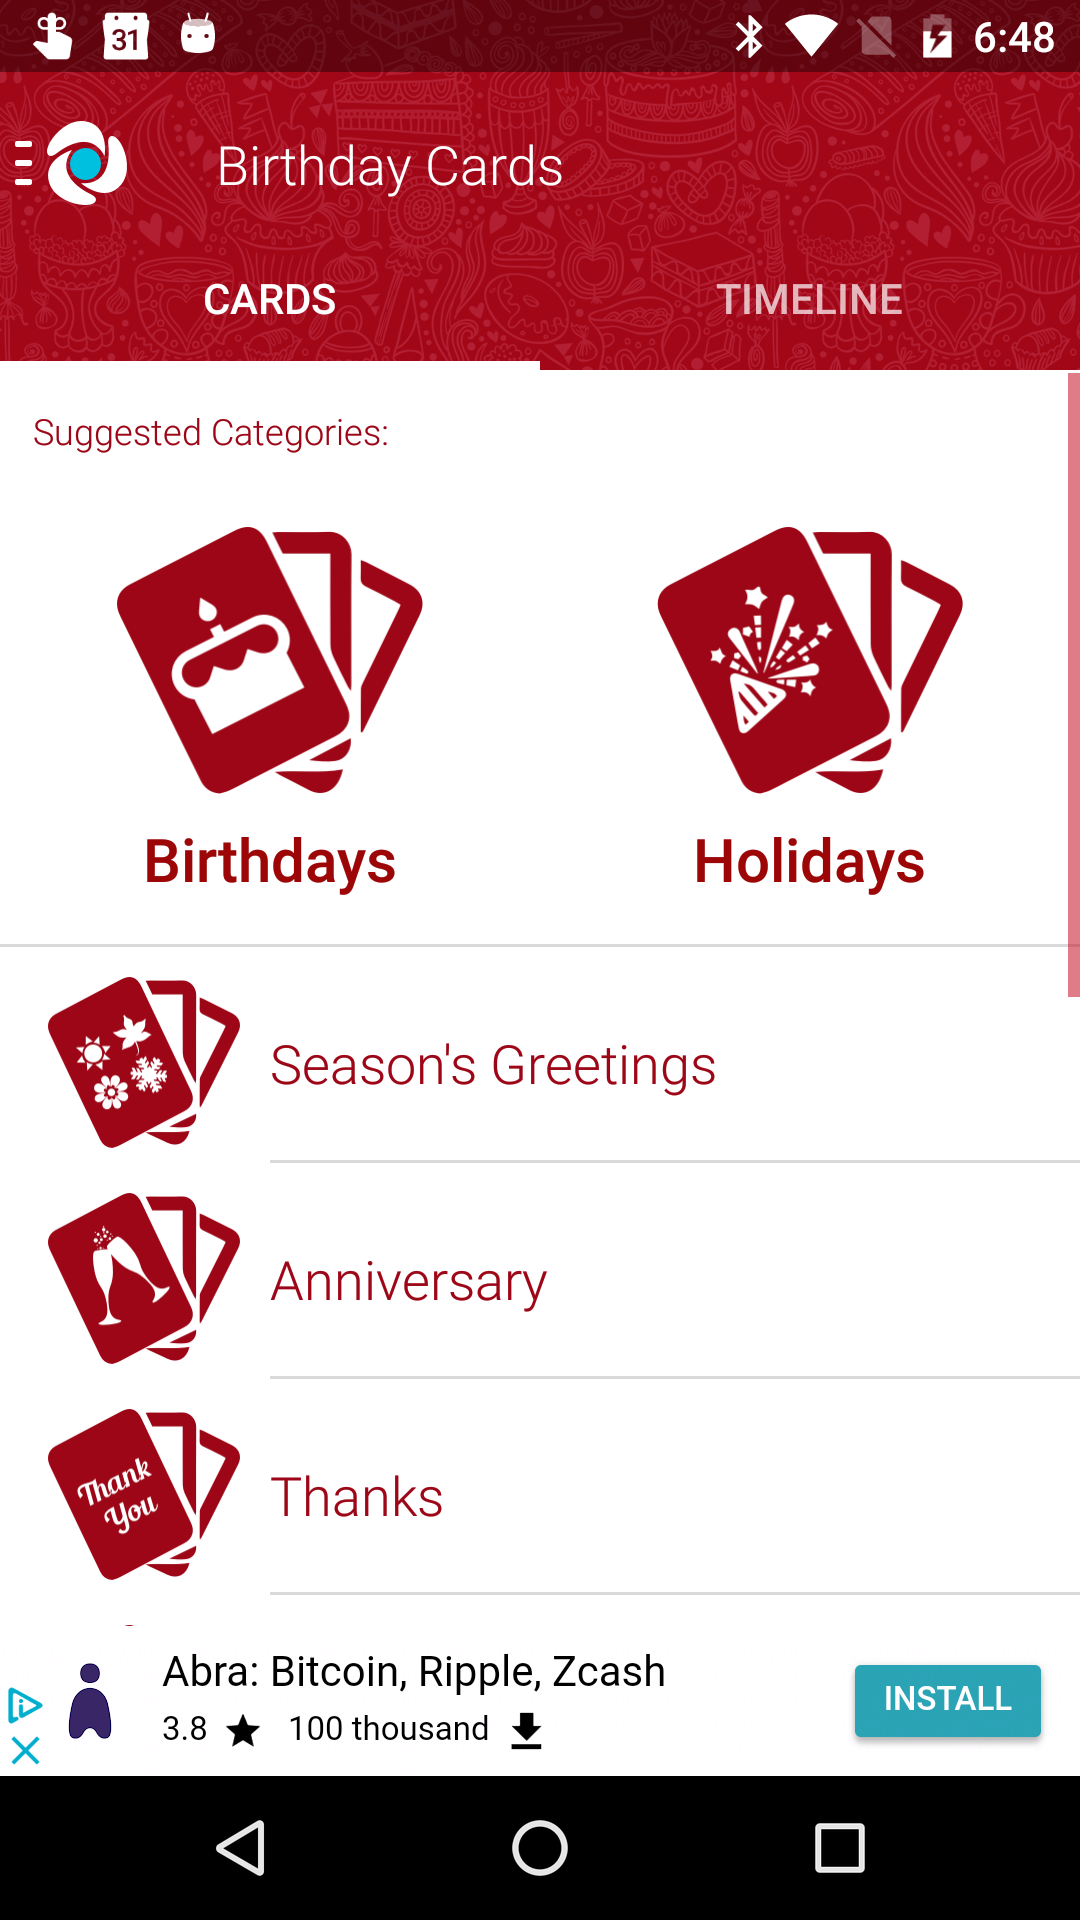 31
6:48
Birthday Cards
CARDS
TIMELINE
Suggested Categories:
Birthdays
Holidays
Season's Greetings
Anniversary
Thank
You
Thanks
Abra: Bitcoin, Ripple, Zcash
3.8
100 thousand
INSTALL